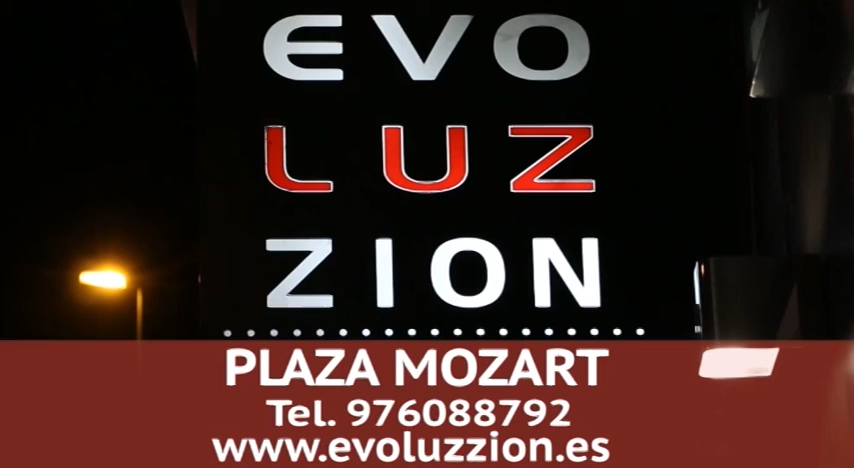 EVO
LUZ
ZION
PLAZA MOZART
Tel. 976088792
www.evoluzzion.es